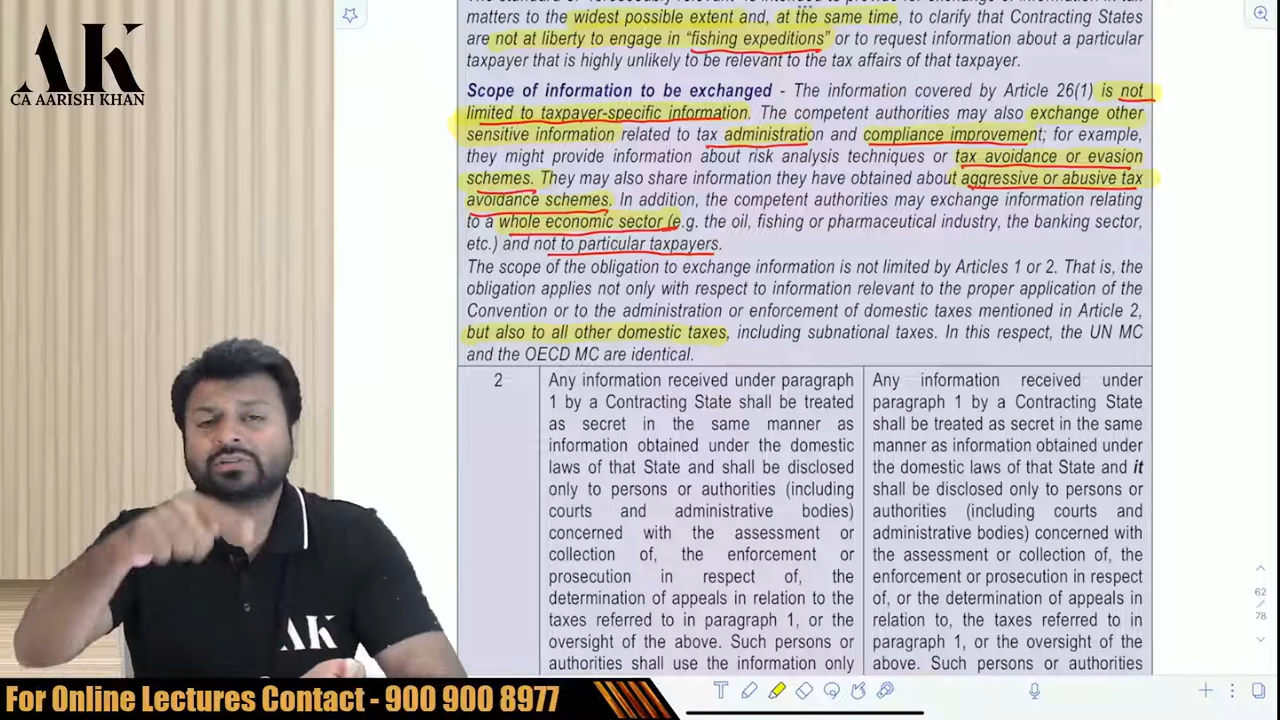 AK
CA AARISH KHAN
matters to the widest possible extent and, at the same time, to clarify that Contracting States
are not at liberty to engage in “fishing expeditions” or to request information about a particular
taxpayer that is highly unlikely to be relevant to the tax affairs of that taxpayer.
Scope of information to be exchanged - The information covered by Article 26(1) is not
limited to taxpayer-specific information. The competent authorities may also exchange other
sensitive information related to tax administration and compliance improvement; for example,
they might provide information about risk analysis techniques or tax avoidance or evasion
schemes. They may also share information they have obtained about aggressive or abusive tax
avoidance schemes. In addition, the competent authorities may exchange information relating
to a whole economic sector (e.g. the oil, fishing or pharmaceutical industry, the banking sector,
etc.) and not to particular taxpayers.
The scope of the obligation to exchange information is not limited by Articles 1 or 2. That is, the
obligation applies not only with respect to information relevant to the proper application of the
Convention or to the administration or enforcement of domestic taxes mentioned in Article 2,
but also to all other domestic taxes, including subnational taxes. In this respect, the UN MC
and the OECD MC are identical.
2
Any information received under paragraph
1 by a Contracting State shall be treated
as secret in the same manner as
information obtained under the domestic
laws of that State and shall be disclosed
only to persons or authorities (including
courts and administrative bodies)
concerned with the assessment or
collection of, the enforcement or
prosecution in respect of, the
determination of appeals in relation to the
taxes referred to in paragraph 1, or the
oversight of the above. Such persons or
authorities shall use the information only
Any information received under
paragraph 1 by a Contracting State
shall be treated as secret in the same
manner as information obtained under
the domestic laws of that State and it
shall be disclosed only to persons or
authorities (including courts and
administrative bodies) concerned with
the assessment or collection of, the
enforcement or prosecution in respect
of, or the determination of appeals in
relation to, the taxes referred to in
paragraph 1, or the oversight of the
above. Such persons or authorities
62
/
78
AK
For Online Lectures Contact - 900 900 8977